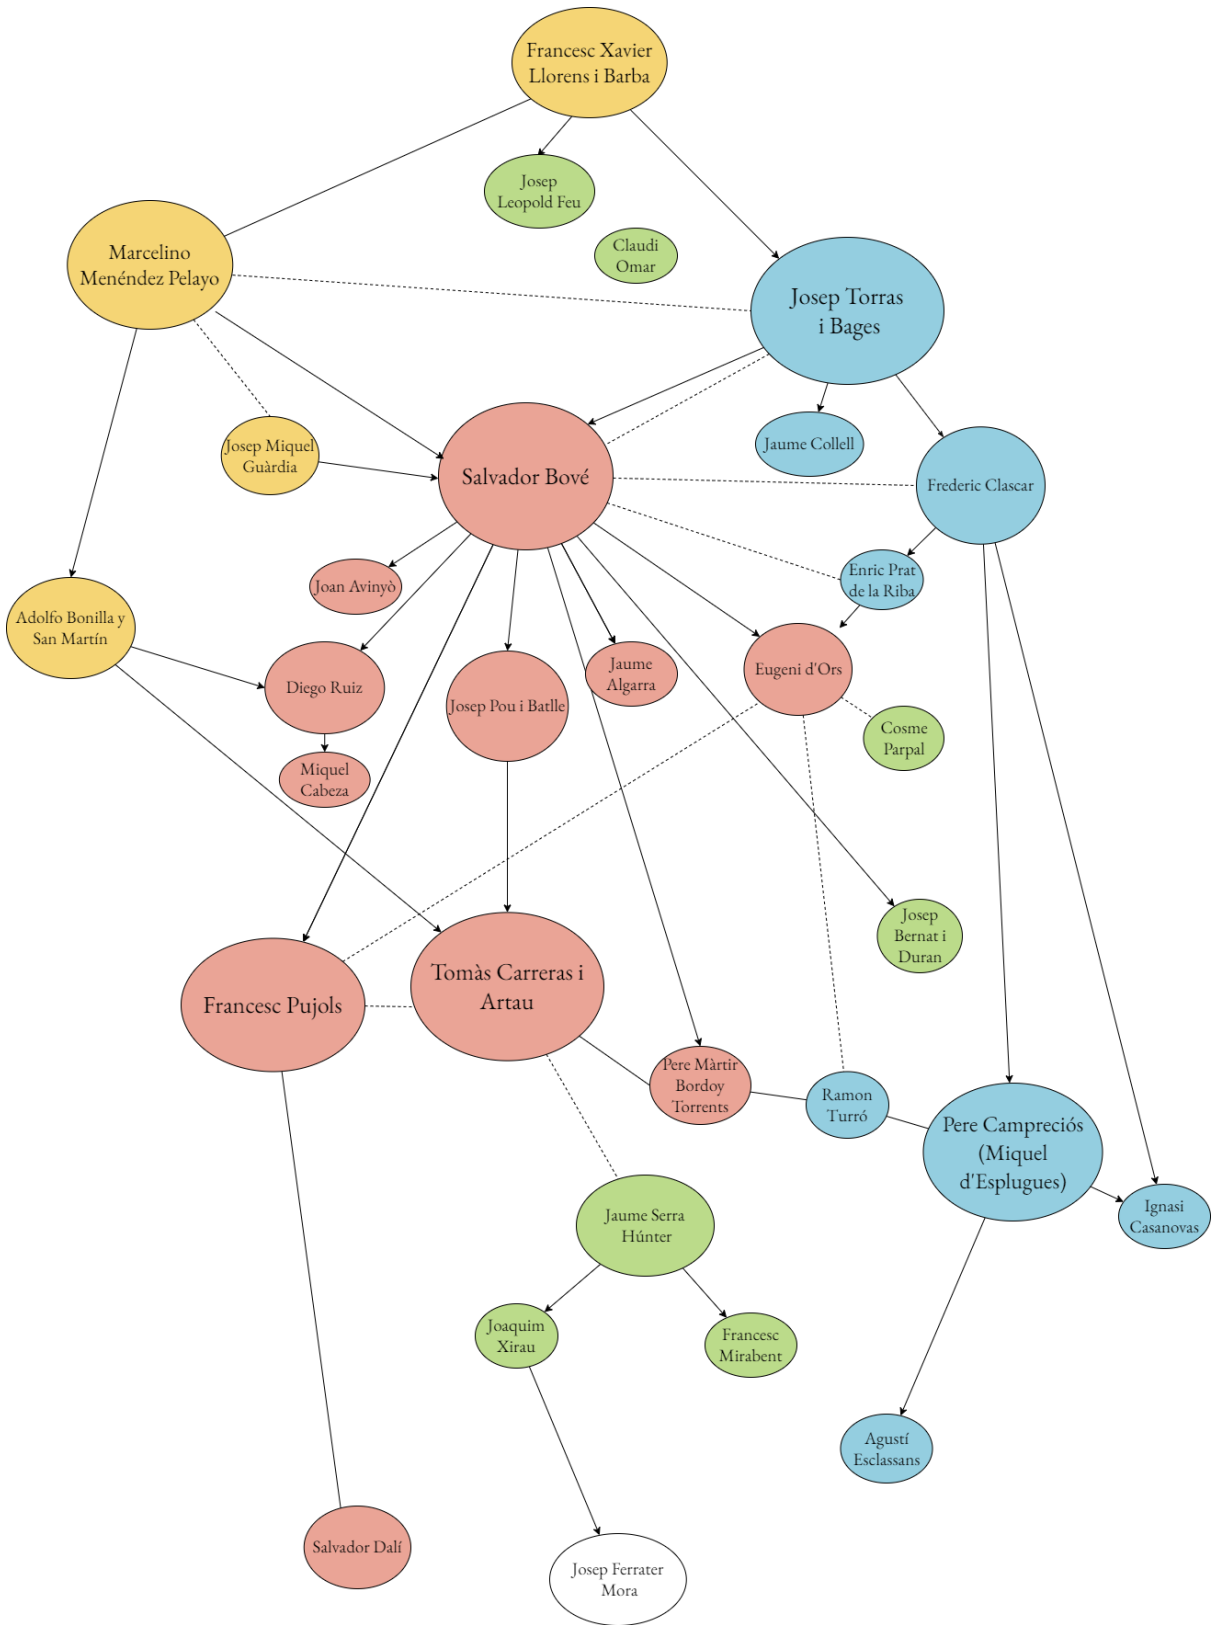 Francesc Xavier
Llorens i Barba
Josep
Leopold Feu
Claudi
Omar
Marcelino
Menéndez Pelayo
Josep Torras
i Bages
Josep Miquel
Guàrdia
Salvador Bové
Jaume Collell
Frederic Clascar
Joan Avinyò
Enric Prat
de la Riba
Adolfo Bonilla y
San Martín
Diego Ruiz
Josep Pou i Batlle
Jaume
Algarra
Eugeni d'Ors
Cosme
Parpal
Miquel
Cabeza
Josep
Bernat i
Duran
Francesc Pujols
Tomàs Carreras i
Artau
Pere Màrtir
Bordoy
Torrents
Ramon
Turró
Pere Campreciós
(Miquel
d'Esplugues)
Ignasi
Casanovas
Jaume Serra
Húnter
Joaquim
Xirau
Francesc
Mirabent
Agustí
Esclassans
Salvador Dalí
Josep Ferrater
Mora